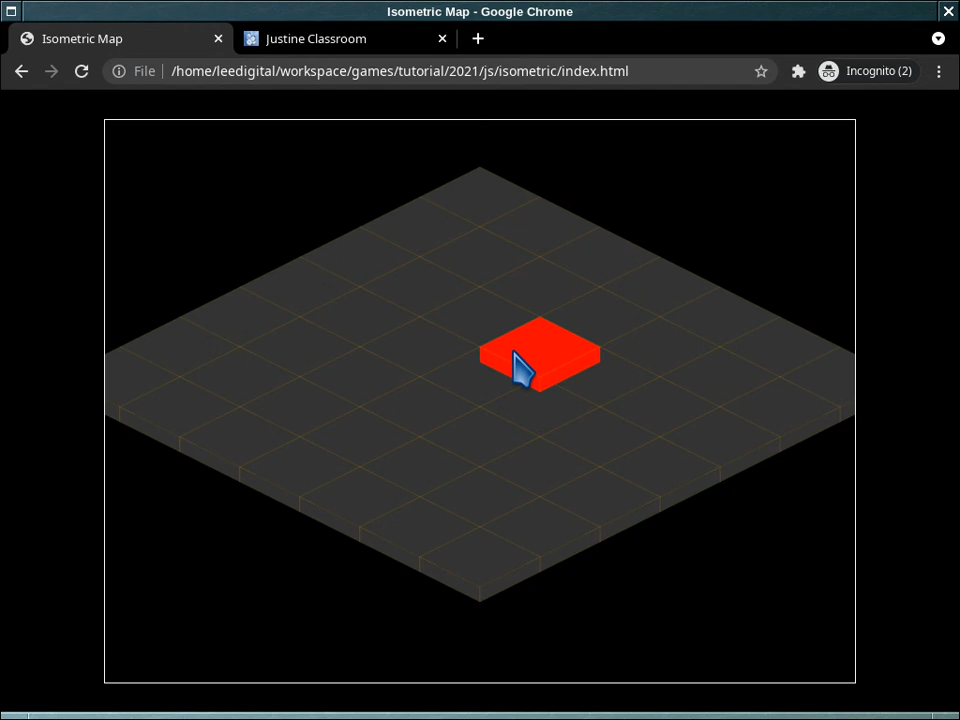 Isometric Map - Google Chrome
Isometric Map
Justine Classroom
File
/home/leedigital/workspace/games/tutorial/2021/js/isometric/index.html
Incognito (2)